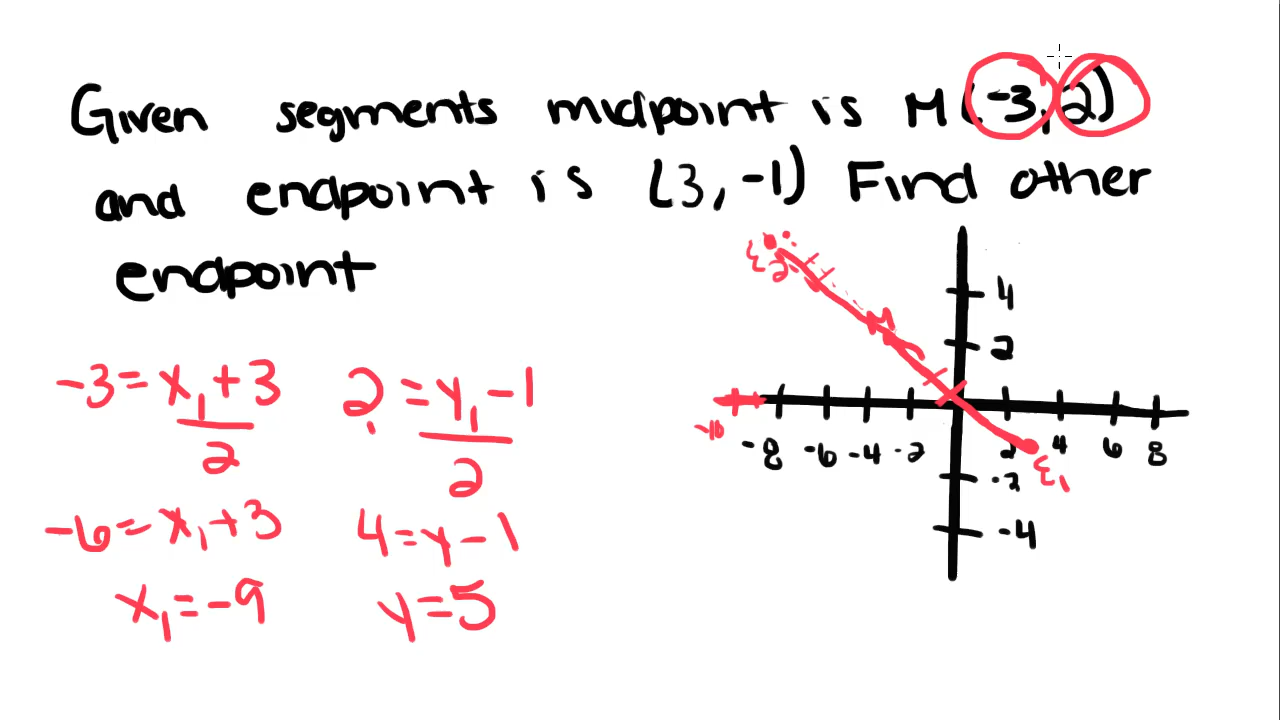 Given segments midpoint is M(-3, 2)
and endpoint is (3, -1) Find other
endpoint
-3 = x₁ + 3
2
2 = y₁ - 1
2
-6 = x₁ + 3
4 = y - 1
x₁ = -9
y = 5
4
2
-10 -8 -6 -4 -2 2 4 6 8
-2
-4
E₂
M
E₁